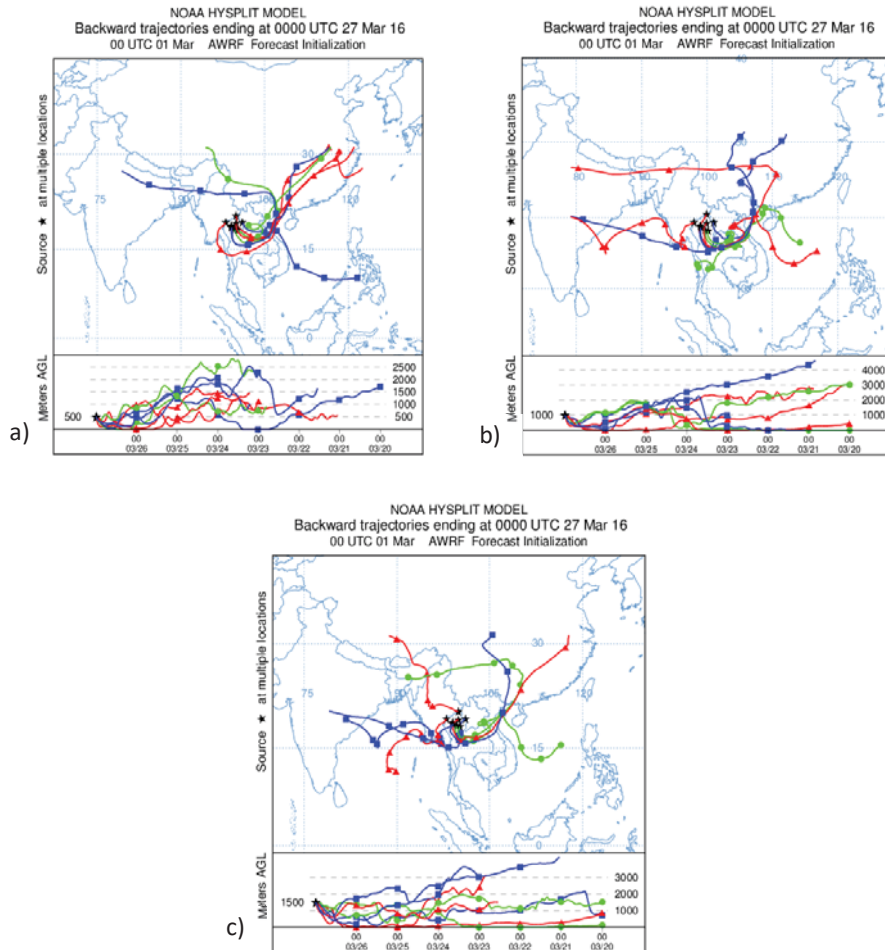 NOAA HYSPLIT MODEL
Backward trajectories ending at 0000 UTC 27 Mar 16
00 UTC 01 Mar AWRF Forecast Initialization
Source ★ at multiple locations
30
75
90
105
120
15
0
Meters AGL
500
2500
2000
1500
1000
500
00 00 00 00 00 00 00
03/26 03/25 03/24 03/23 03/22 03/21 03/20
a)
NOAA HYSPLIT MODEL
Backward trajectories ending at 0000 UTC 27 Mar 16
00 UTC 01 Mar AWRF Forecast Initialization
Source ★ at multiple locations
40
80
90
100
120
Meters AGL
1000
4000
3000
2000
1000
00 00 00 00 00 00 00
03/26 03/25 03/24 03/23 03/22 03/21 03/20
b)
NOAA HYSPLIT MODEL
Backward trajectories ending at 0000 UTC 27 Mar 16
00 UTC 01 Mar AWRF Forecast Initialization
Source ★ at multiple locations
30
75
90
105
120
15
0
Meters AGL
1500
3000
2000
1000
00 00 00 00 00 00 00
03/26 03/25 03/24 03/23 03/22 03/21 03/20
c)